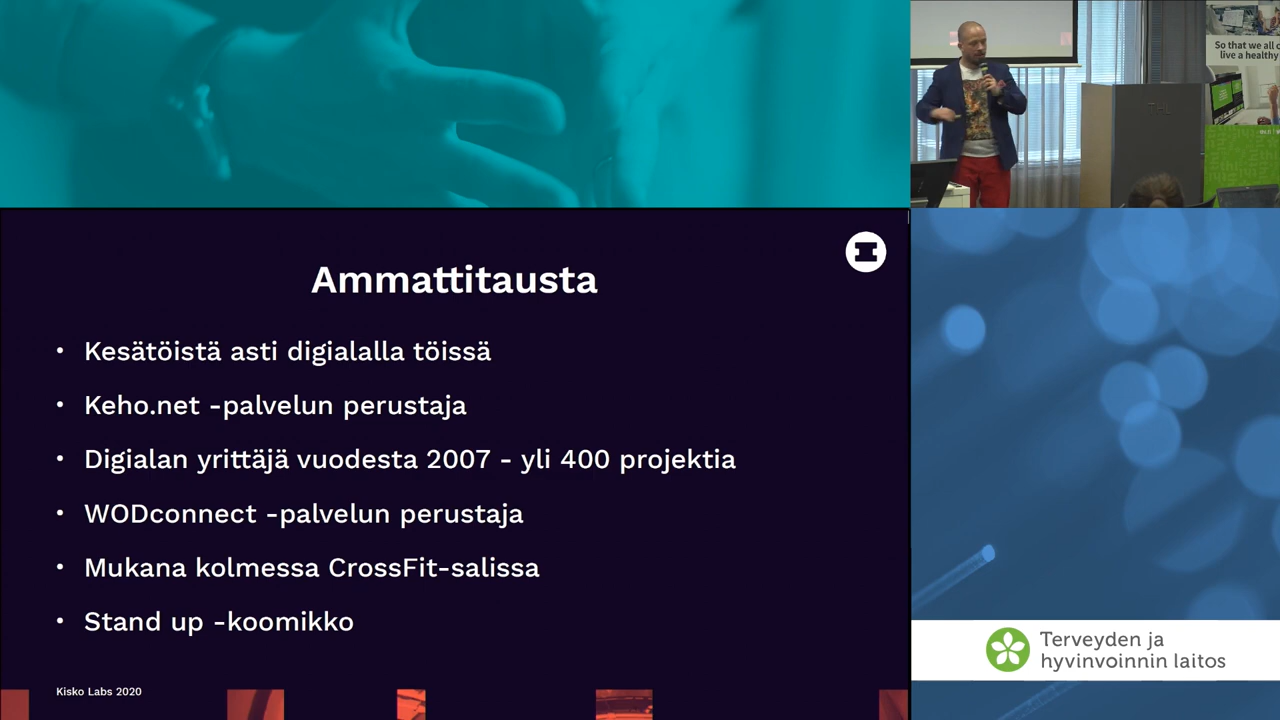 So that we all c
live a healthy
THL
Ammattitausta
• Kesätöistä asti digialalla töissä
• Keho.net -palvelun perustaja
• Digialan yrittäjä vuodesta 2007 - yli 400 projektia
• WODconnect -palvelun perustaja
• Mukana kolmessa CrossFit-salissa
• Stand up -koomikko
Kisko Labs 2020
Terveyden ja
hyvinvoinnin laitos